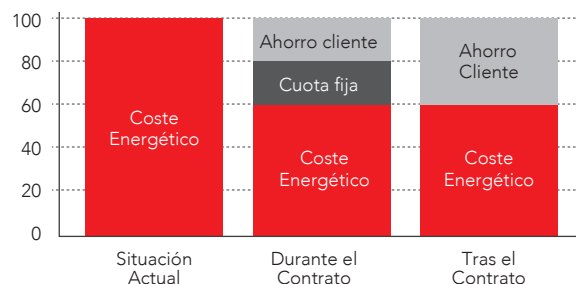 100
80
60
40
20
0
Coste
Energético
Ahorro cliente
Cuota fija
Coste
Energético
Ahorro
Cliente
Coste
Energético
Situación
Actual
Durante el
Contrato
Tras el
Contrato